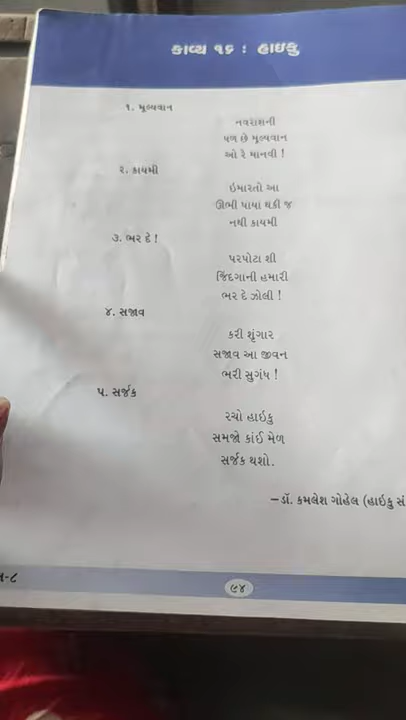 કાવ્ય ૧૬ : હાઇકુ
૧. મૂલ્યવાન
નવરાશની
પળ છે મૂલ્યવાન
ઓ રે માનવી !
૨. કાયમી
ઇમારતો આ
ઊભી પાયા થકી જ
નથી કાયમી
૩. ભર દે !
પરપોટા શી
જિંદગાની હમારી
ભર દે ઝોલી !
૪. સજાવ
કરી શૃંગાર
સજાવ આ જીવન
ભરી સુગંધ !
૫. સર્જક
રચો હાઇકુ
સમજો કાંઈ મેળ
સર્જક થશો.
– ડૉ. કમલેશ ગોહેલ (હાઇકુ સં
-૮
૯૪